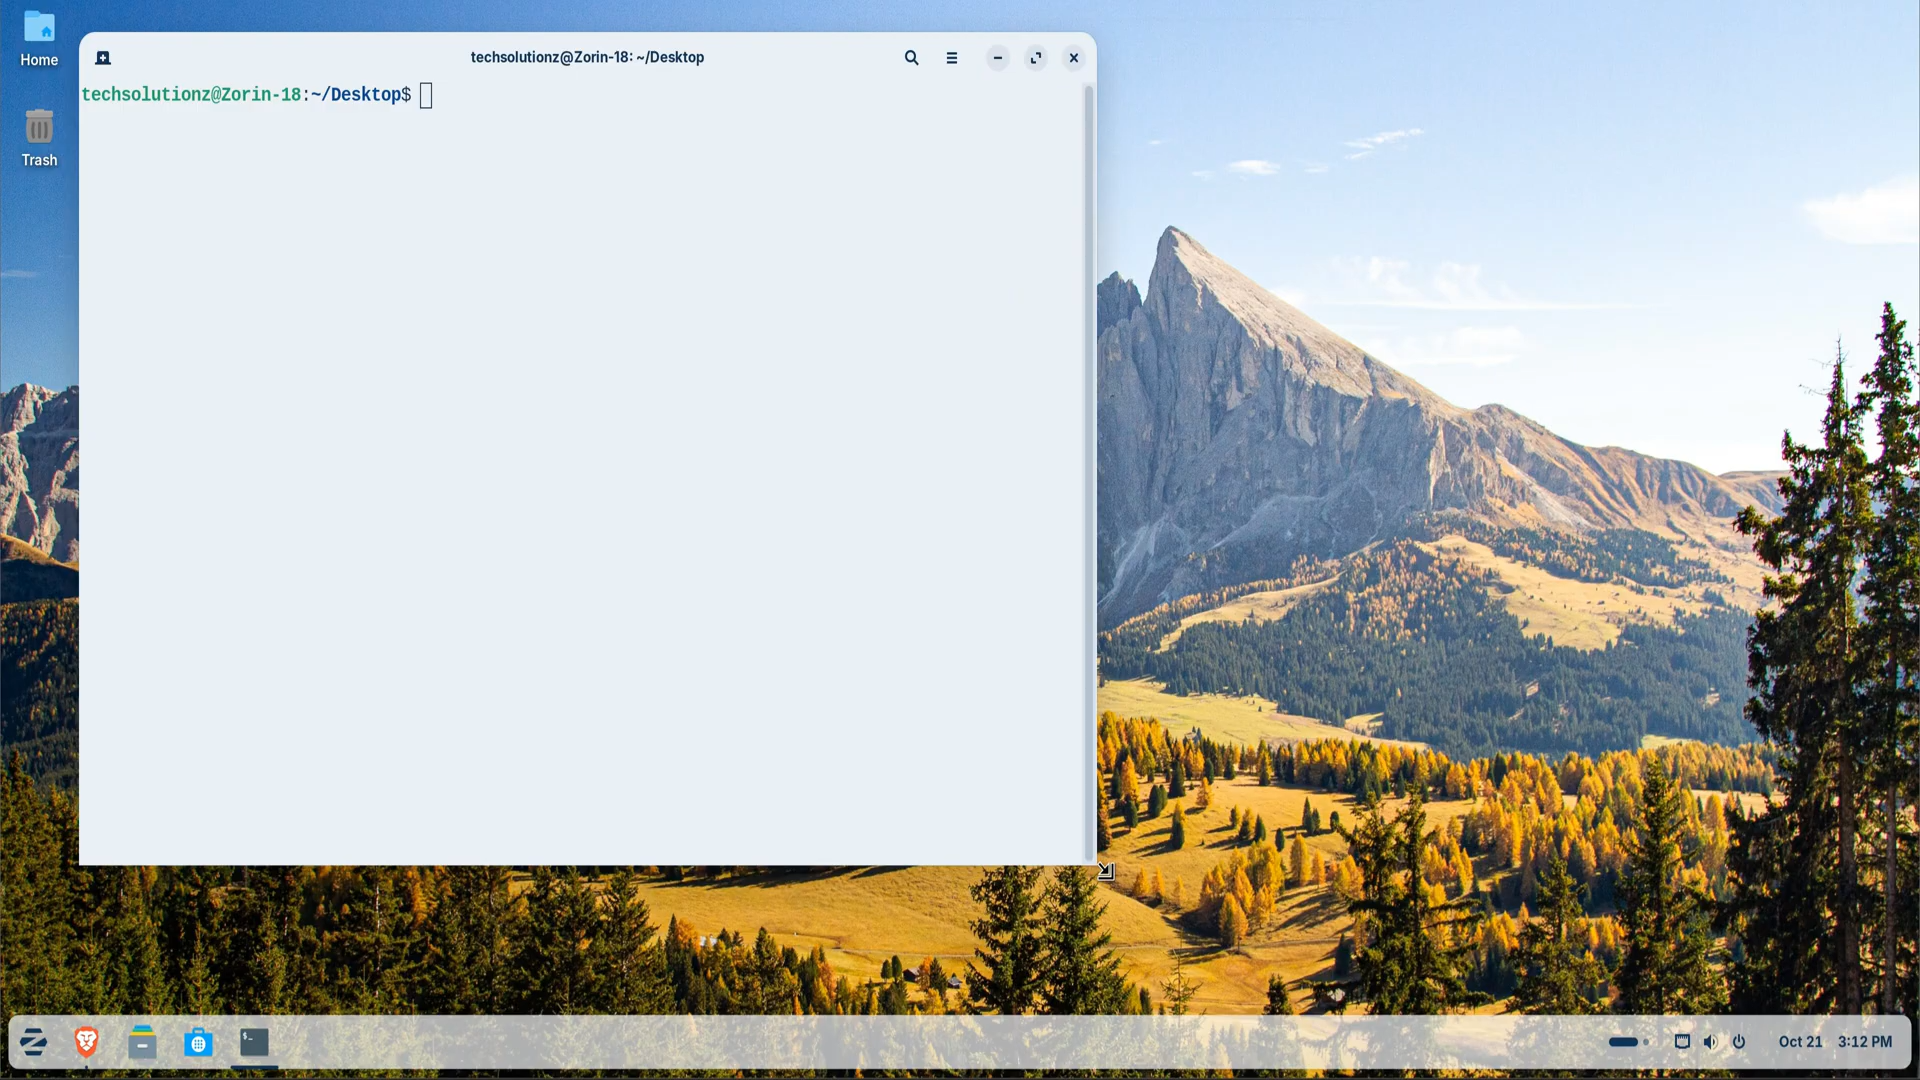 Home
Trash
techsolutionz@Zorin-18: ~/Desktop
techsolutionz@Zorin-18:~/Desktop$
Oct 21 3:12 PM